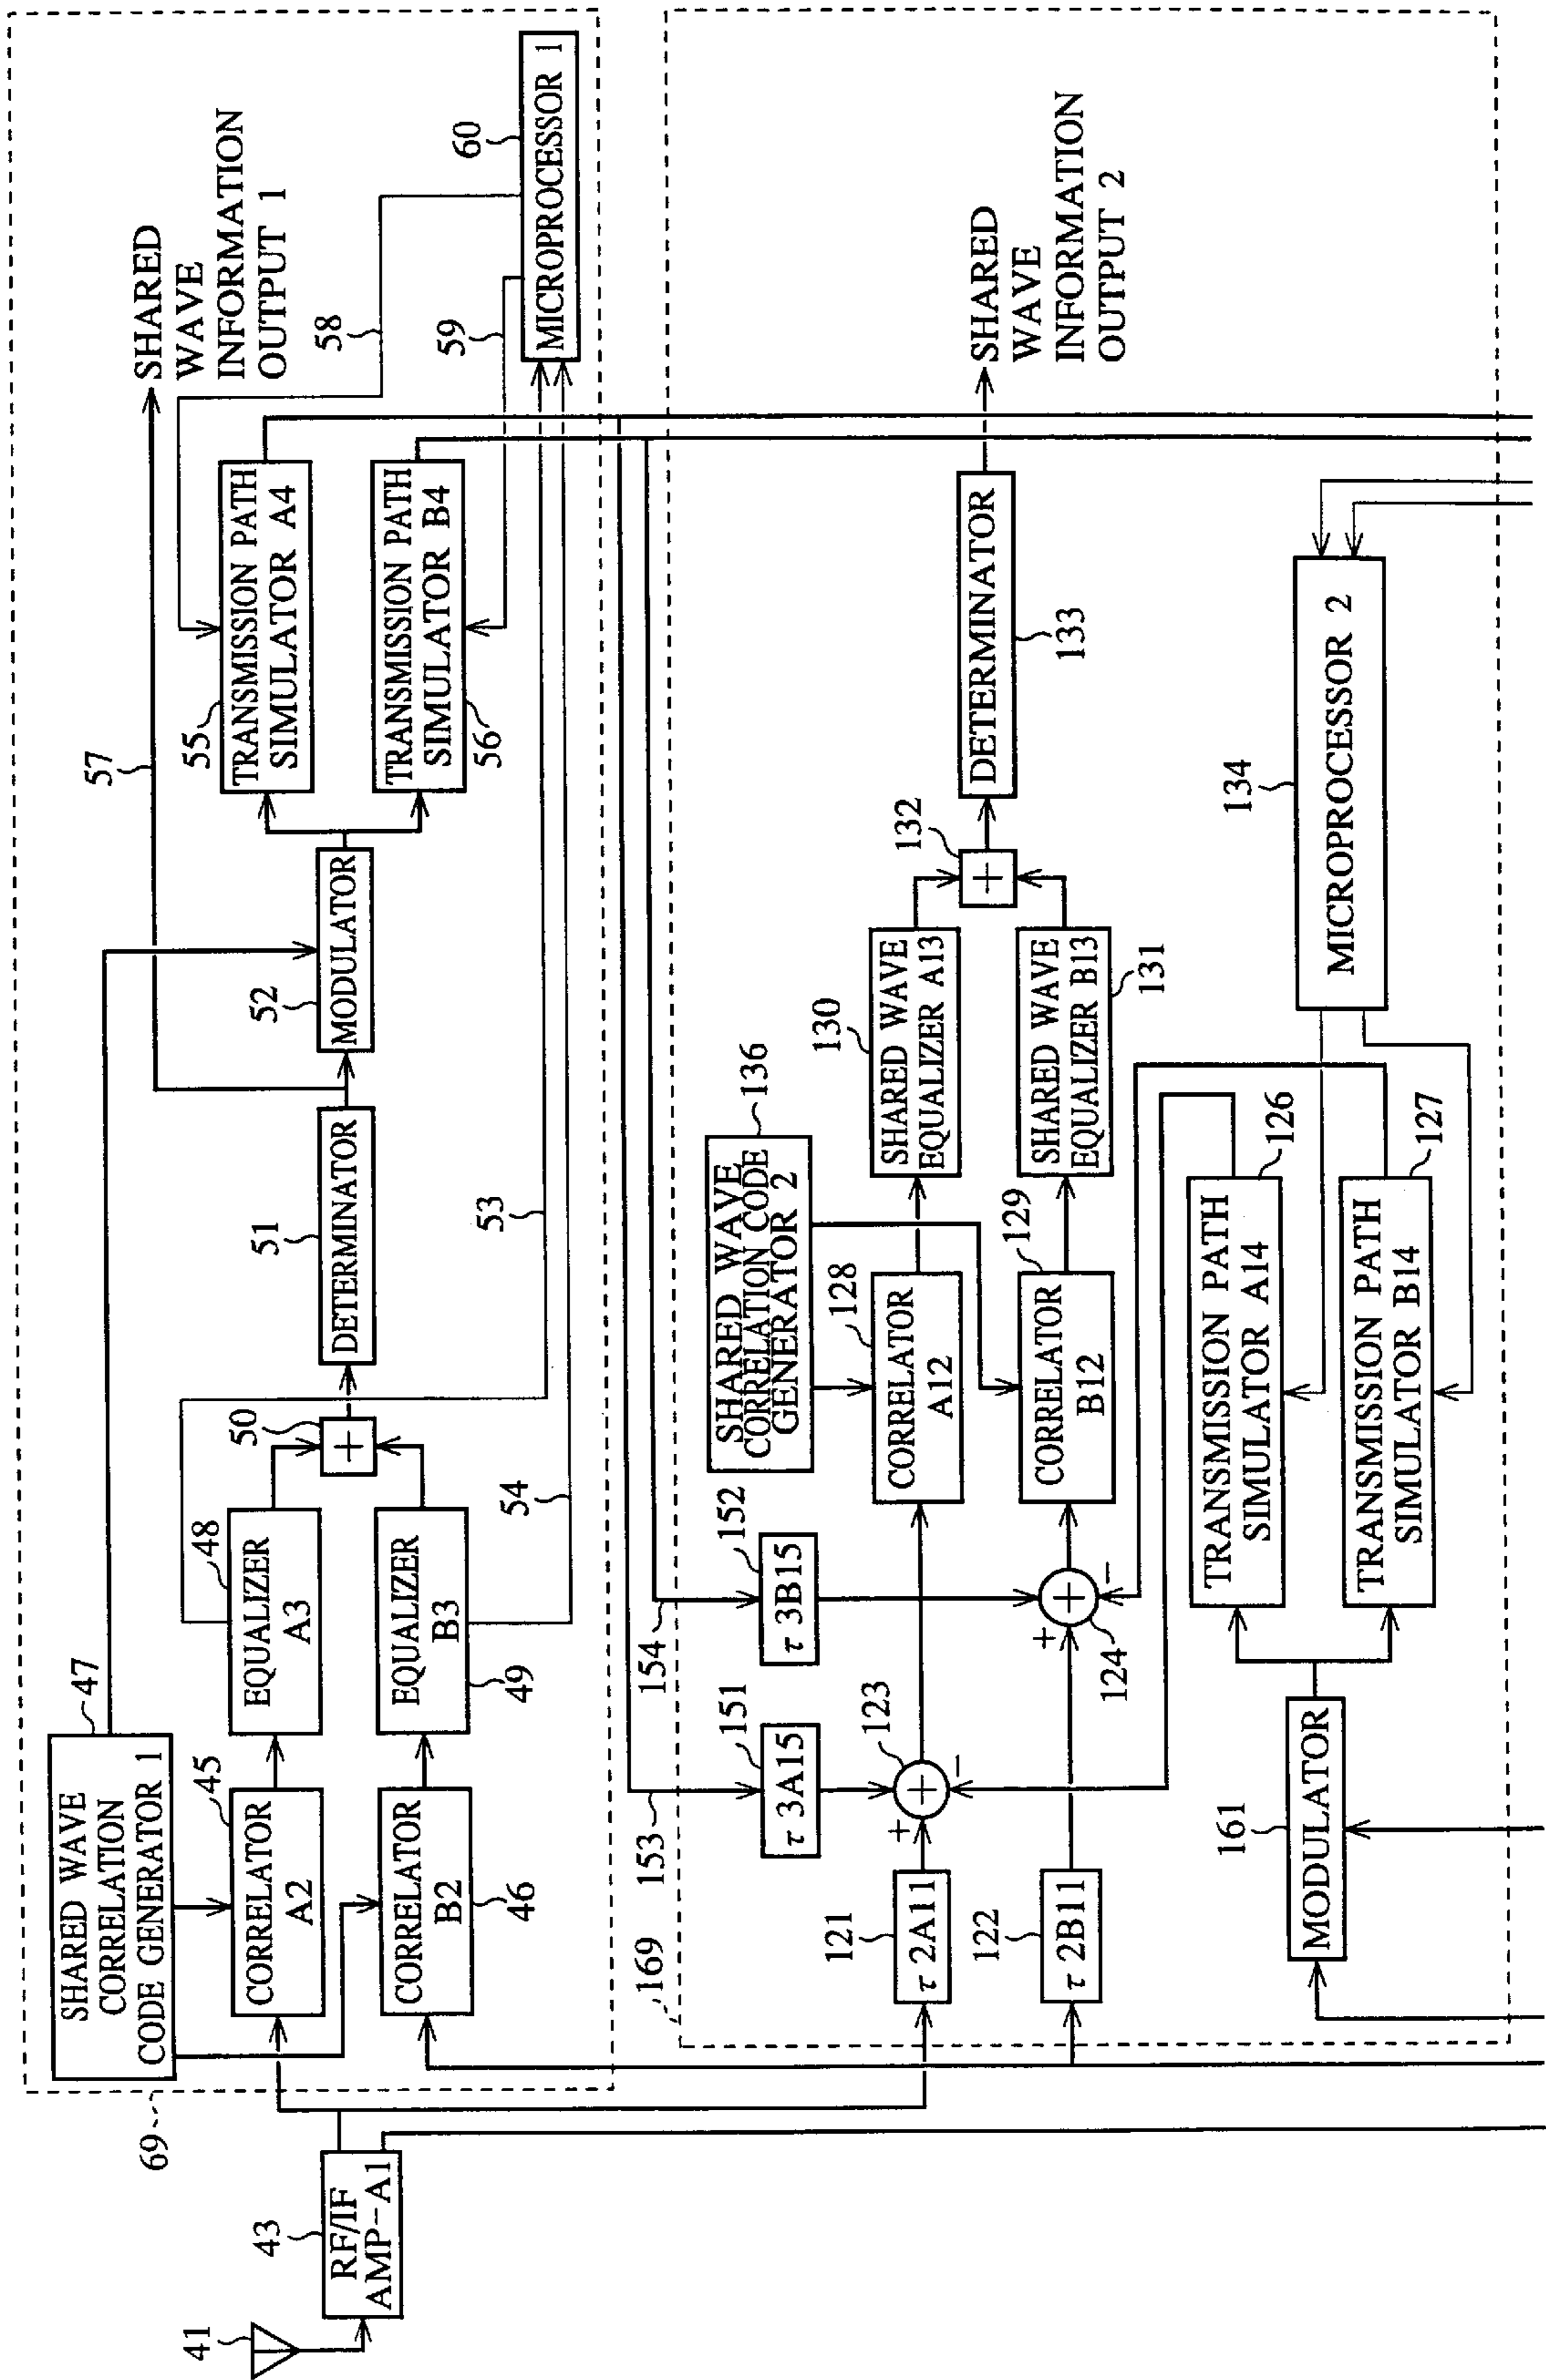 41
43
RF/IF
AMP-A1
69
SHARED WAVE
CORRELATION
CODE GENERATOR 1
47
45
CORRELATOR
A2
CORRELATOR
B2
46
48
EQUALIZER
A3
EQUALIZER
B3
49
50
+
54
53
51
DETERMINATOR
52
MODULATOR
57
55
TRANSMISSION PATH
SIMULATOR A4
TRANSMISSION PATH
SIMULATOR B4
56
SHARED
WAVE
INFORMATION
OUTPUT 1
58
59
60
MICROPROCESSOR 1
169
153
154
121
τ 2A11
122
τ 2B11
151
τ 3A15
152
τ 3B15
123
+
+
-
124
+
+
-
SHARED WAVE
CORRELATION CODE
GENERATOR 2
136
128
CORRELATOR
A12
129
CORRELATOR
B12
130
SHARED WAVE
EQUALIZER A13
SHARED WAVE
EQUALIZER B13
131
132
+
DETERMINATOR
133
SHARED
WAVE
INFORMATION
OUTPUT 2
161
MODULATOR
TRANSMISSION PATH
SIMULATOR A14
126
TRANSMISSION PATH
SIMULATOR B14
127
134
MICROPROCESSOR 2